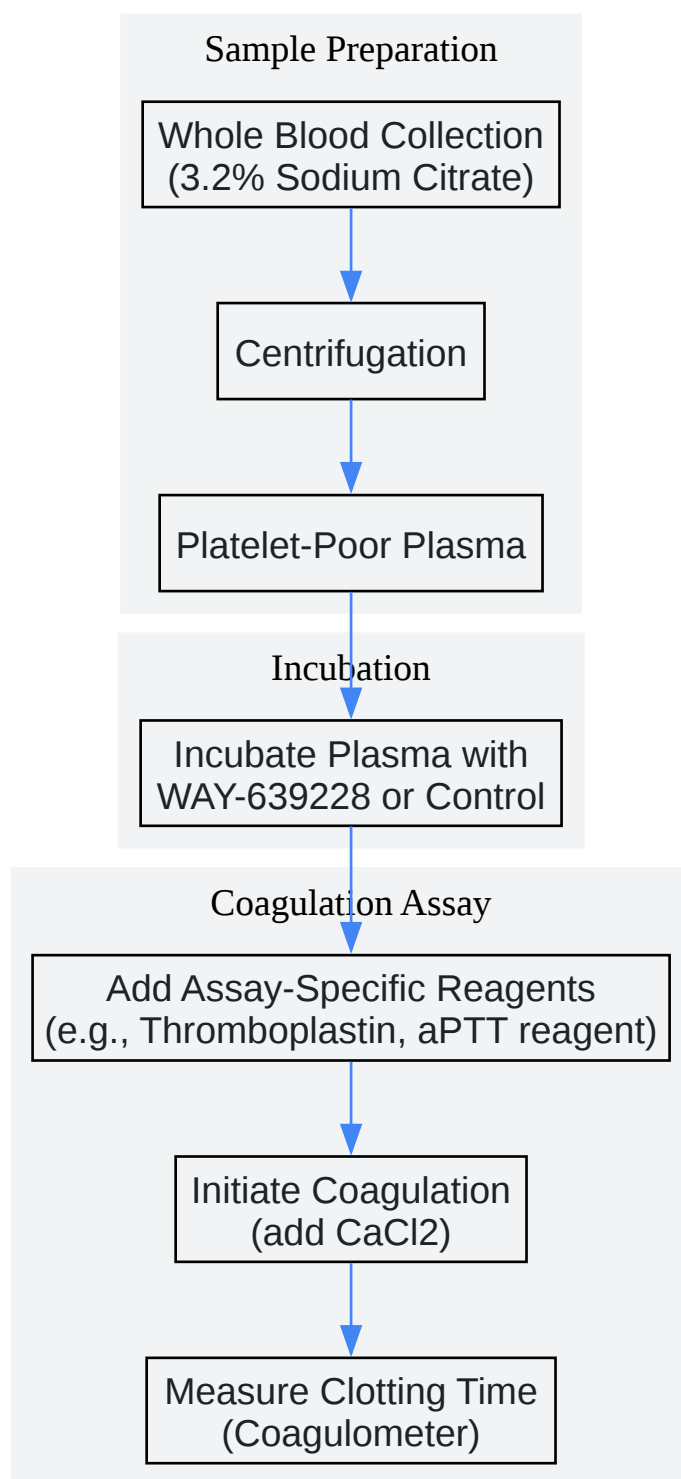 Sample Preparation
Whole Blood Collection
(3.2% Sodium Citrate)
Centrifugation
Platelet-Poor Plasma
Incubation
Incubate Plasma with
WAY-639228 or Control
Coagulation Assay
Add Assay-Specific Reagents
(e.g., Thromboplastin, aPTT reagent)
Initiate Coagulation
(add CaCl2)
Measure Clotting Time
(Coagulometer)